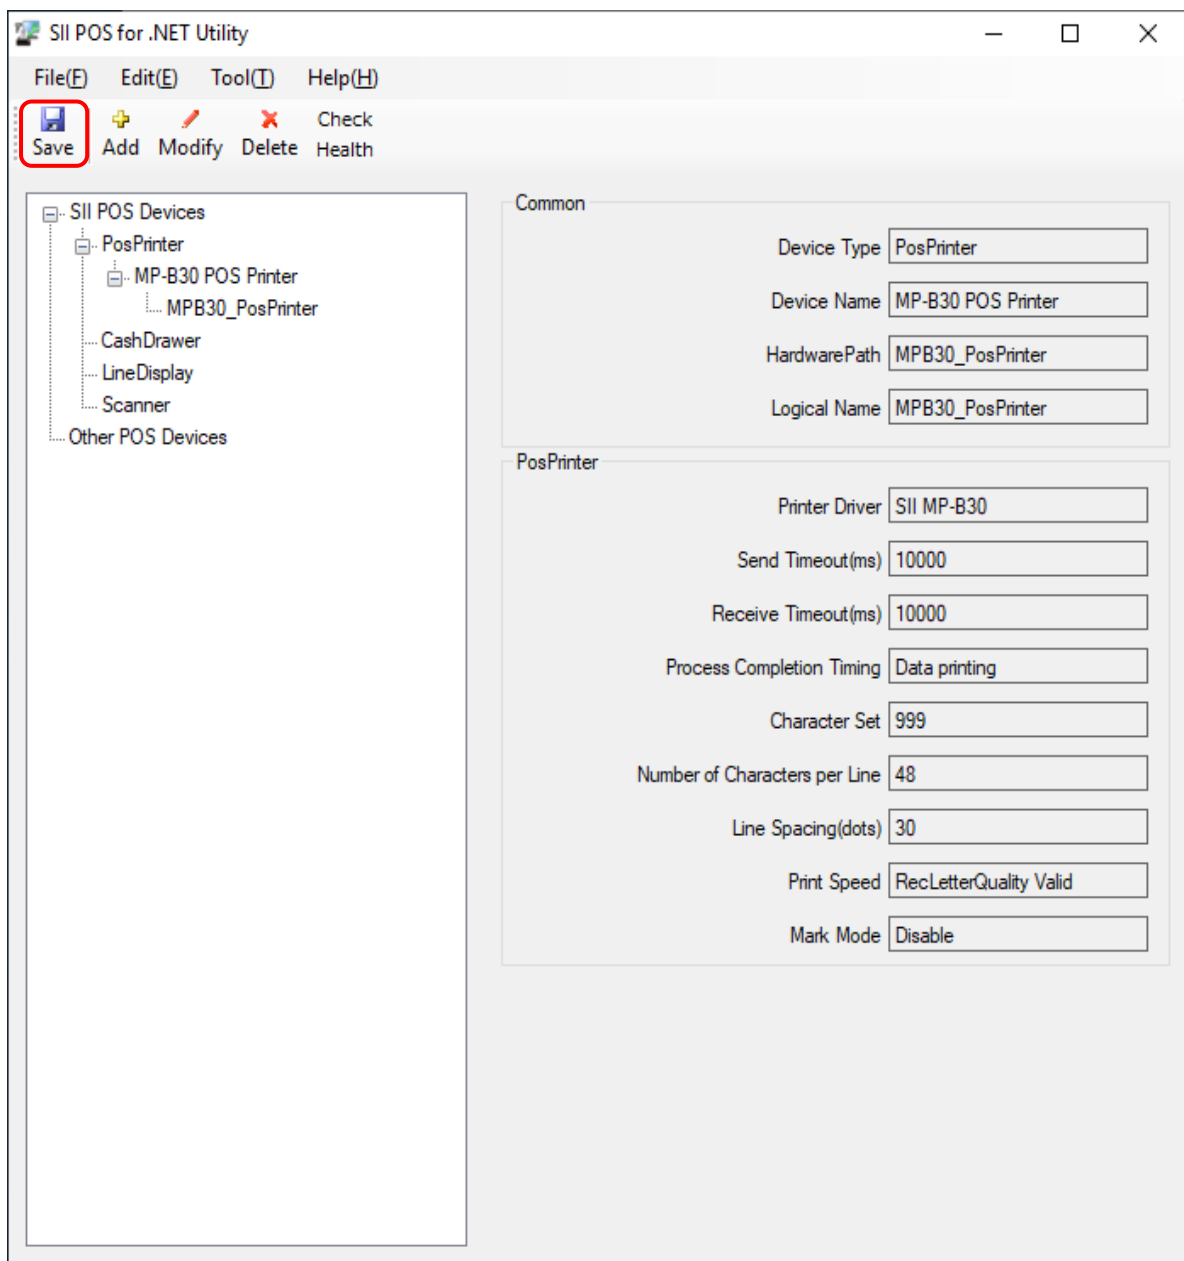 SII POS for .NET Utility
File(F) Edit(E) Tool(T) Help(H)
Save Add Modify Delete Check Health
SII POS Devices
PosPrinter
MP-B30 POS Printer
MPB30_PosPrinter
CashDrawer
LineDisplay
Scanner
Other POS Devices
Common
Device Type PosPrinter
Device Name MP-B30 POS Printer
HardwarePath MPB30_PosPrinter
Logical Name MPB30_PosPrinter
PosPrinter
Printer Driver SII MP-B30
Send Timeout(ms) 10000
Receive Timeout(ms) 10000
Process Completion Timing Data printing
Character Set 999
Number of Characters per Line 48
Line Spacing(dots) 30
Print Speed RecLetterQuality Valid
Mark Mode Disable